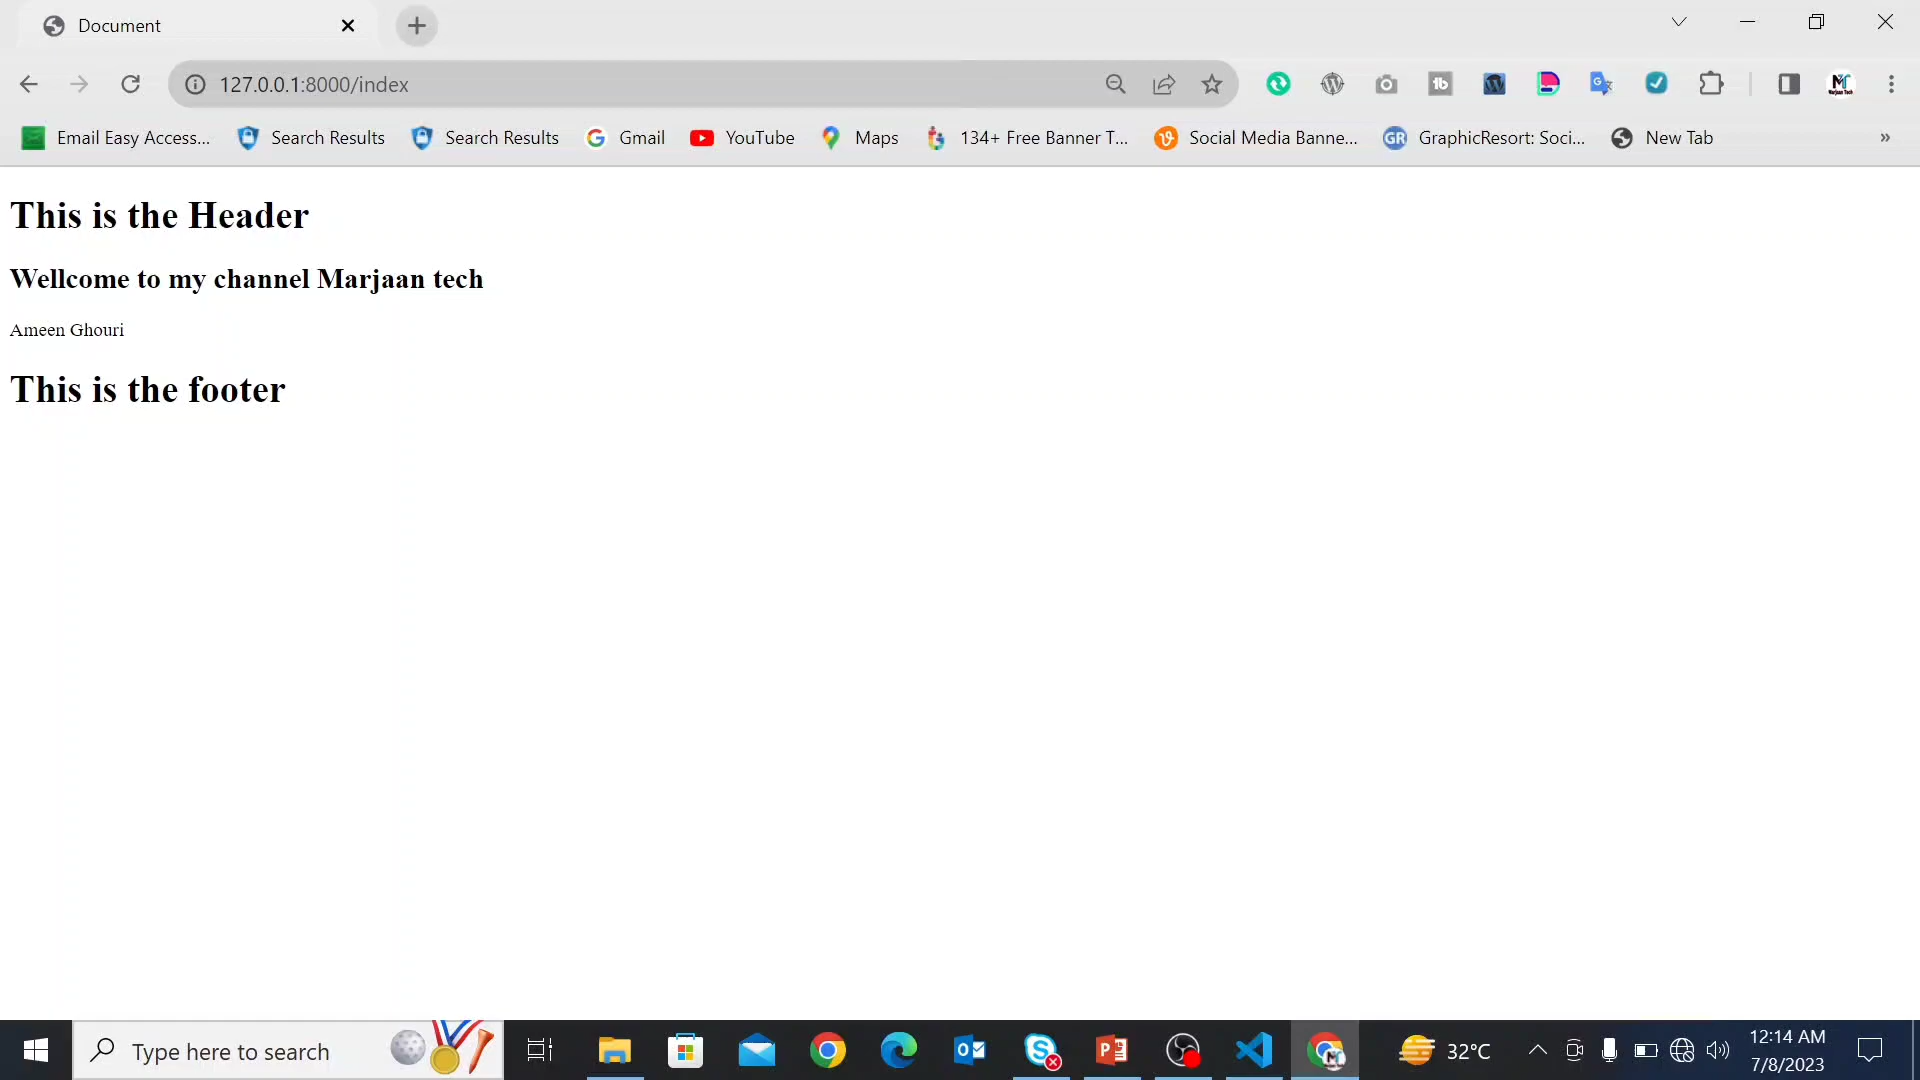 Document
127.0.0.1:8000/index
Email Easy Access... Search Results Search Results Gmail YouTube Maps 134+ Free Banner T... Social Media Banne... GraphicResort: Soci... New Tab »
This is the Header
Wellcome to my channel Marjaan tech
Ameen Ghouri
This is the footer
Type here to search
32°C
12:14 AM
7/8/2023